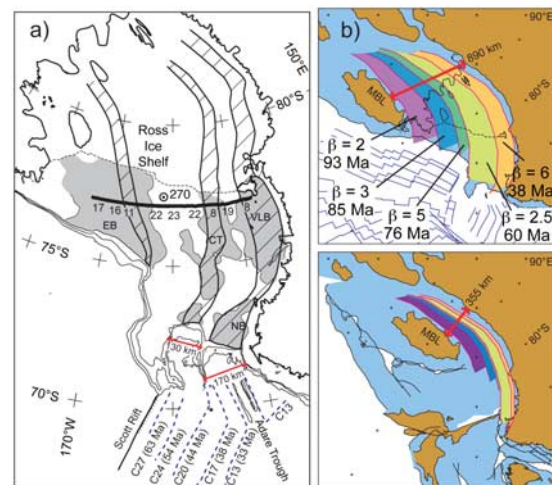 a)
150°E
80°S
Ross
Ice
Shelf
270
17 16 11 22 23 22 8 19 8
EB
CT
VLB
75°S
NB
30 km
170 km
70°S
170°W
Scott Rift
C27 (63 Ma)
C24 (54 Ma)
C20 (44 Ma)
C17 (38 Ma)
C13 (33 Ma)
Adare Trough
C13
b)
90°E
890 km
MBL
80°S
β = 2
93 Ma
β = 3
85 Ma
β = 5
76 Ma
β = 6
38 Ma
β = 2.5
60 Ma
90°E
355 km
MBL
80°S